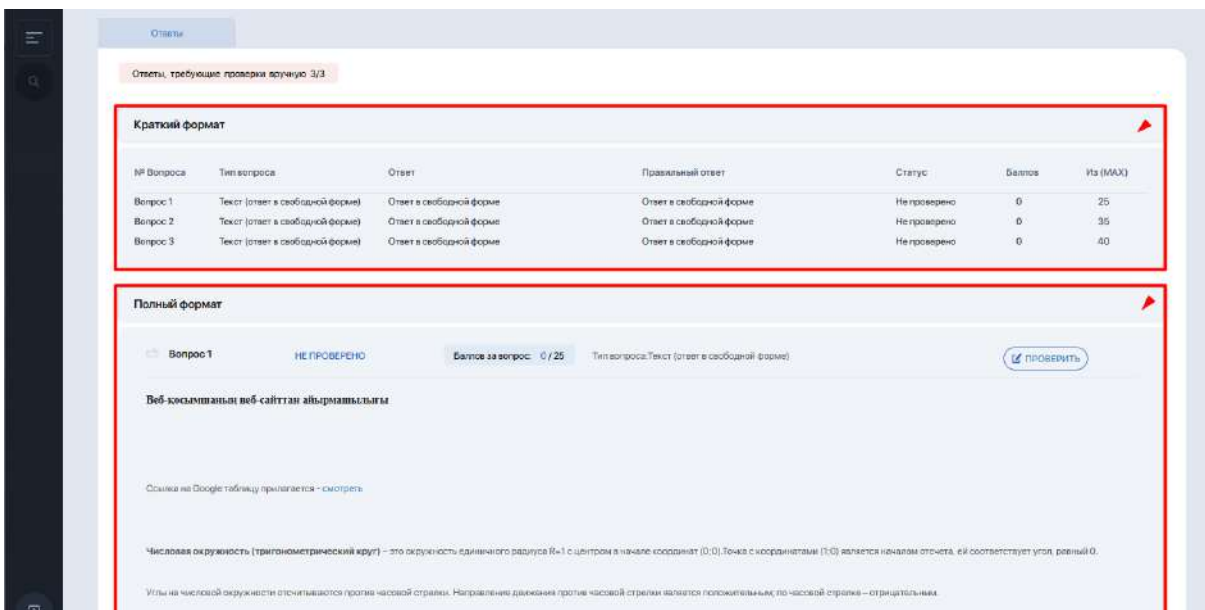 Ответы
Ответы, требующие проверки вручную 3/3
Краткий формат
№ Вопроса Тип вопроса Ответ Правильный ответ Статус Баллов Из (MAX)
Вопрос 1 Текст (ответ в свободной форме) Ответ в свободной форме Ответ в свободной форме Не проверено 0 25
Вопрос 2 Текст (ответ в свободной форме) Ответ в свободной форме Ответ в свободной форме Не проверено 0 35
Вопрос 3 Текст (ответ в свободной форме) Ответ в свободной форме Ответ в свободной форме Не проверено 0 40
Полный формат
Вопрос 1 НЕ ПРОВЕРЕНО Баллов за вопрос: 0 / 25 Тип вопроса:Текст (ответ в свободной форме) ПРОВЕРИТЬ
Веб-қосымшаның веб-сайттан айырмашылығы
Ссылка на Google таблицу прилагается - смотреть
Числовая окружность (тригонометрический круг) – это окружность единичного радиуса R=1 с центром в начале координат (0;0).Точка с координатами (1;0) является началом отсчета, ей соответствует угол, равный 0.
Углы на числовой окружности отсчитываются против часовой стрелки. Направление движения против часовой стрелки является положительным; по часовой стрелке – отрицательным.